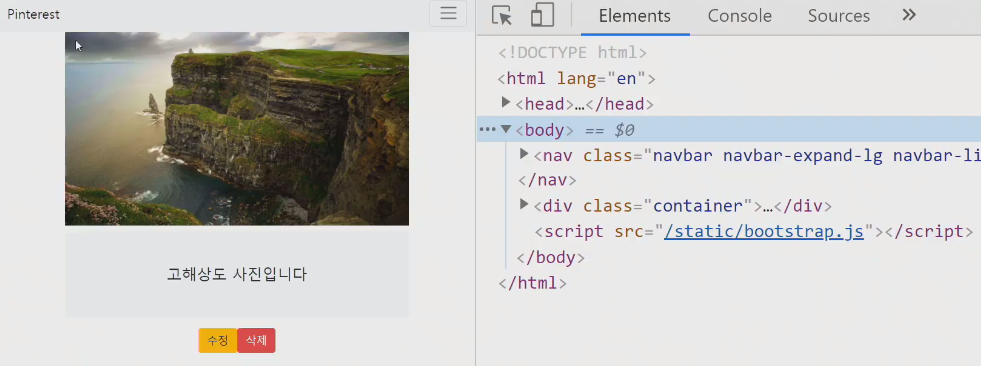 Pinterest
고해상도 사진입니다
수정 삭제
Elements Console Sources »
<!DOCTYPE html>
<html lang="en">
▶<head>…</head>
…▼<body> == $0
▶<nav class="navbar navbar-expand-lg navbar-li
</nav>
▶<div class="container">…</div>
<script src="/static/bootstrap.js"></script>
</body>
</html>